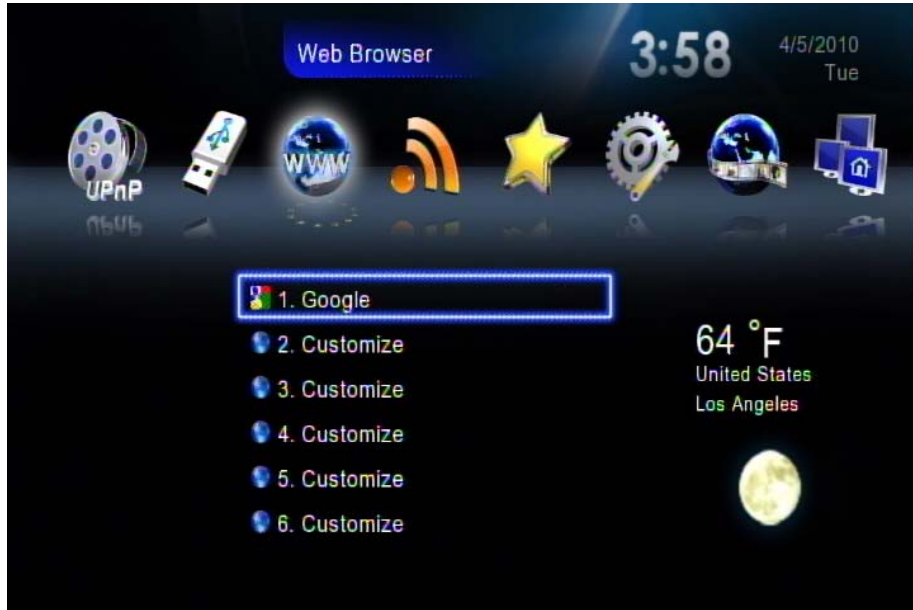 Web Browser
3:58
4/5/2010
Tue
UPnP
WWW
1. Google
2. Customize
3. Customize
4. Customize
5. Customize
6. Customize
64 °F
United States
Los Angeles